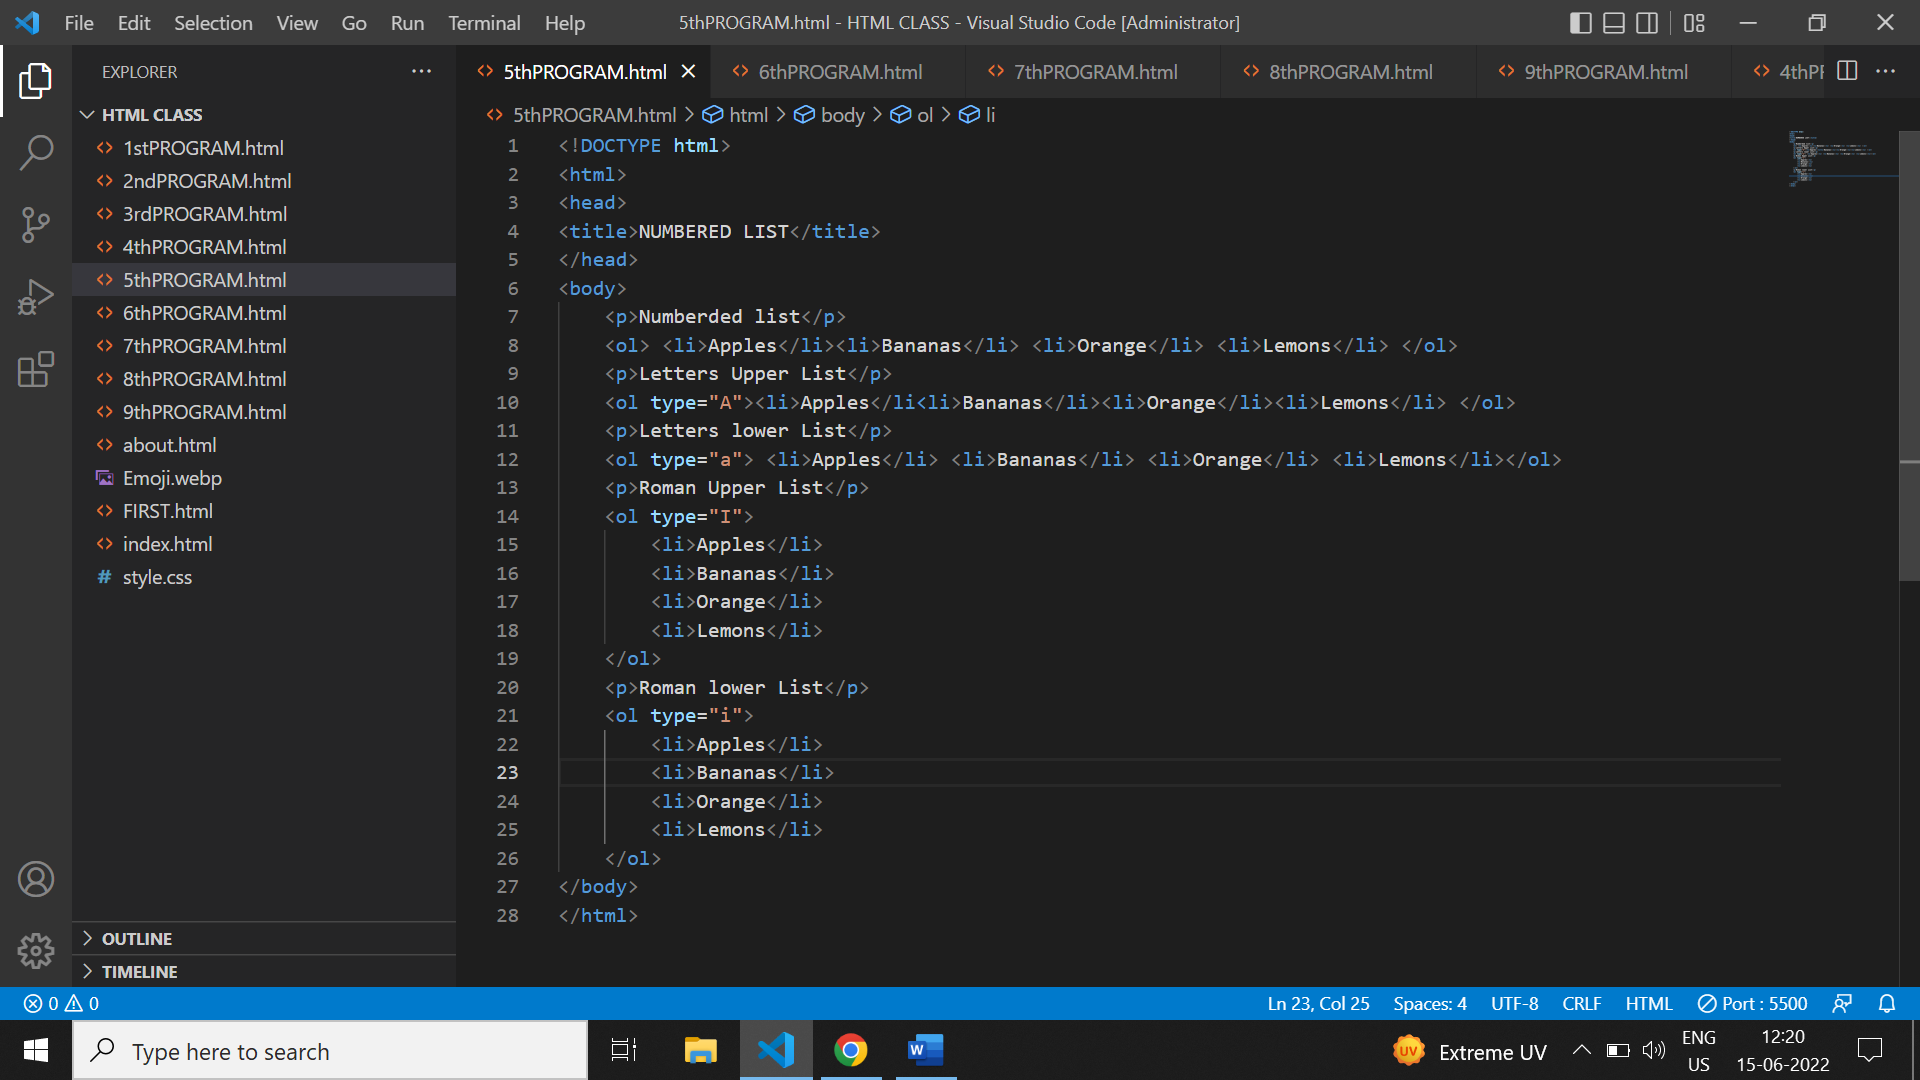 File Edit Selection View Go Run Terminal Help 5thPROGRAM.html - HTML CLASS - Visual Studio Code [Administrator]
EXPLORER
HTML CLASS
1stPROGRAM.html
2ndPROGRAM.html
3rdPROGRAM.html
4thPROGRAM.html
5thPROGRAM.html
6thPROGRAM.html
7thPROGRAM.html
8thPROGRAM.html
9thPROGRAM.html
about.html
Emoji.webp
FIRST.html
index.html
# style.css
OUTLINE
TIMELINE
5thPROGRAM.html 6thPROGRAM.html 7thPROGRAM.html 8thPROGRAM.html 9thPROGRAM.html 4thP
5thPROGRAM.html > html > body > ol > li
1 <!DOCTYPE html>
2 <html>
3 <head>
4 <title>NUMBERED LIST</title>
5 </head>
6 <body>
7 <p>Numberded list</p>
8 <ol> <li>Apples</li><li>Bananas</li> <li>Orange</li> <li>Lemons</li> </ol>
9 <p>Letters Upper List</p>
10 <ol type="A"><li>Apples</li<li>Bananas</li><li>Orange</li><li>Lemons</li> </ol>
11 <p>Letters lower List</p>
12 <ol type="a"> <li>Apples</li> <li>Bananas</li> <li>Orange</li> <li>Lemons</li></ol>
13 <p>Roman Upper List</p>
14 <ol type="I">
15 <li>Apples</li>
16 <li>Bananas</li>
17 <li>Orange</li>
18 <li>Lemons</li>
19 </ol>
20 <p>Roman lower List</p>
21 <ol type="i">
22 <li>Apples</li>
23 <li>Bananas</li>
24 <li>Orange</li>
25 <li>Lemons</li>
26 </ol>
27 </body>
28 </html>
0 0 Ln 23, Col 25 Spaces: 4 UTF-8 CRLF HTML Port : 5500
Type here to search W UV Extreme UV ENG US 12:20 15-06-2022